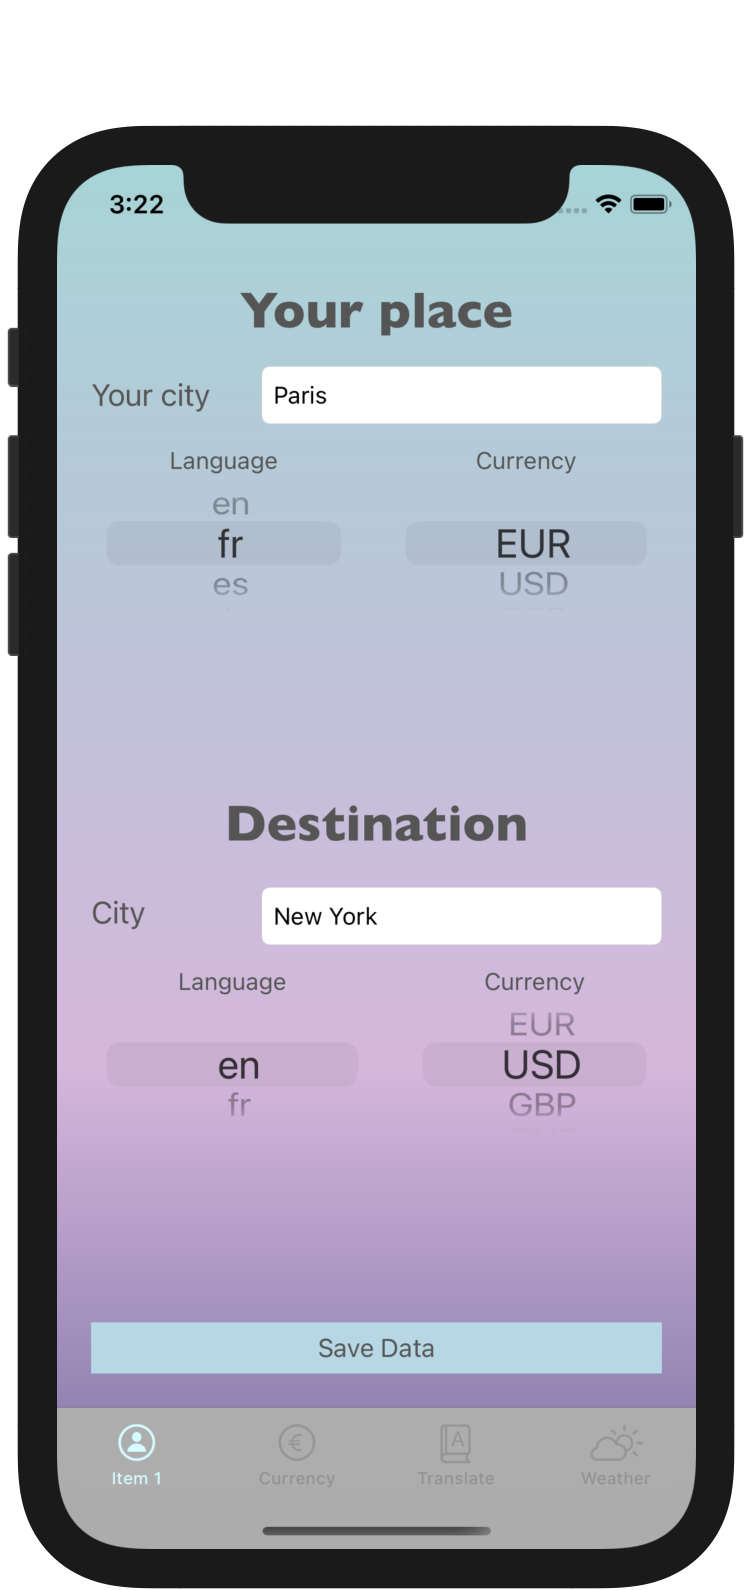 3:22
Your place
Your city
Paris
Language
Currency
en
fr
EUR
es
USD
Destination
City
New York
Language
Currency
EUR
en
USD
fr
GBP
Save Data
Item 1
Currency
A
Translate
Weather